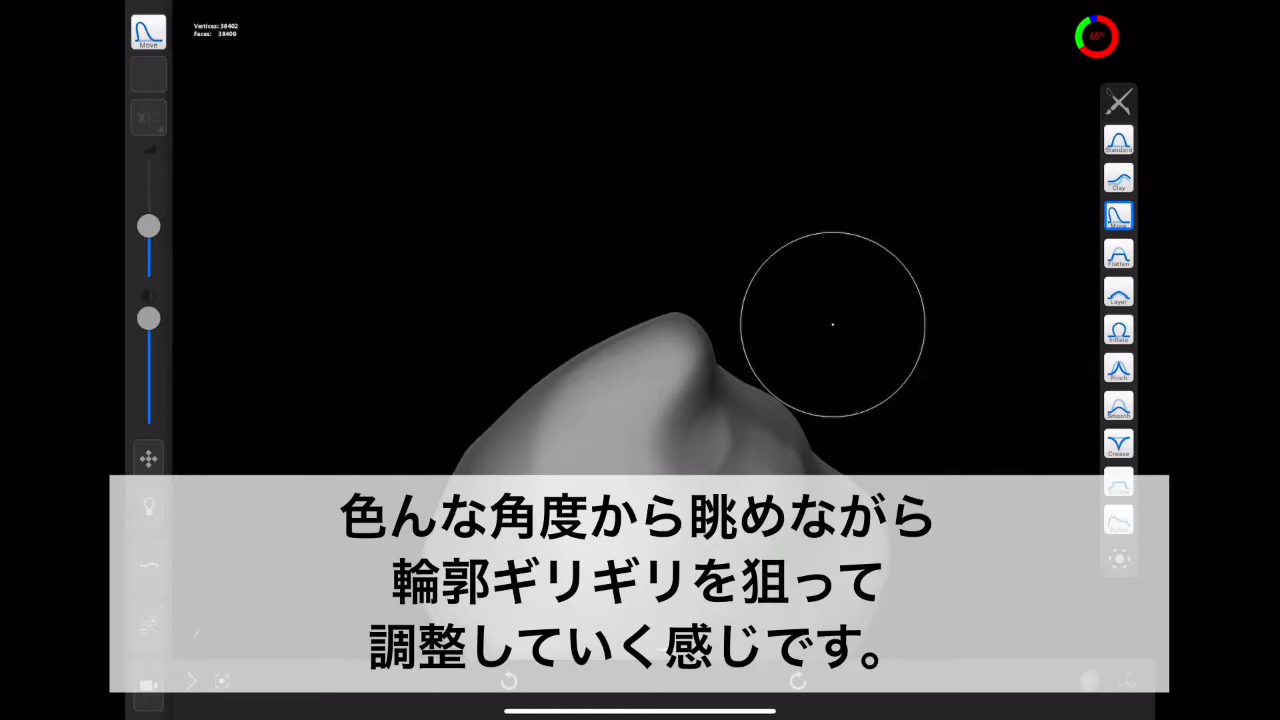 Move
Vertices: 38402
Faces: 38400
65%
Standard
Clay
Move
Flatten
Layer
Inflate
Pinch
Smooth
Crease
色んな角度から眺めながら
輪郭ギリギリを狙って
調整していく感じです。